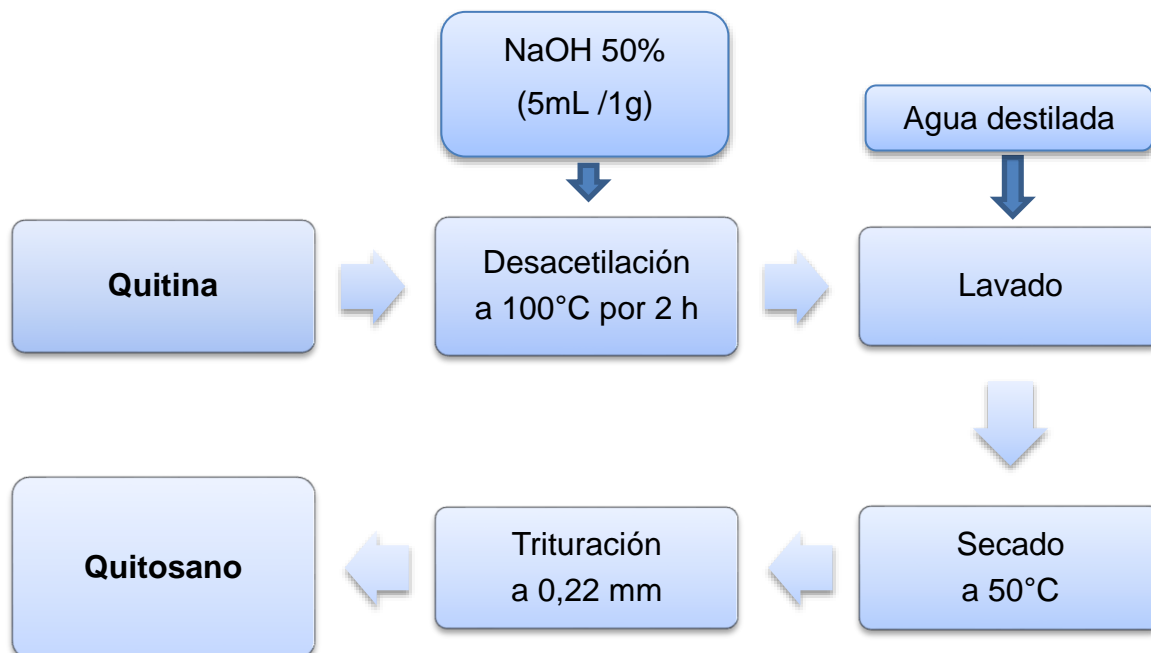 NaOH 50%
(5mL /1g)
Agua destilada
Quitina
Desacetilación
a 100°C por 2 h
Lavado
Secado
a 50°C
Trituración
a 0,22 mm
Quitosano